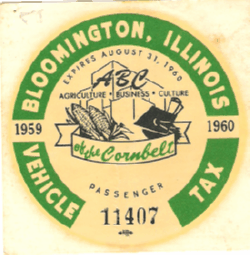 BLOOMINGTON, ILLINOIS
EXPIRES AUGUST 31, 1960
ABC
AGRICULTURE · BUSINESS · CULTURE
1959
1960
of the Cornbelt
PASSENGER
11407
VEHICLE TAX